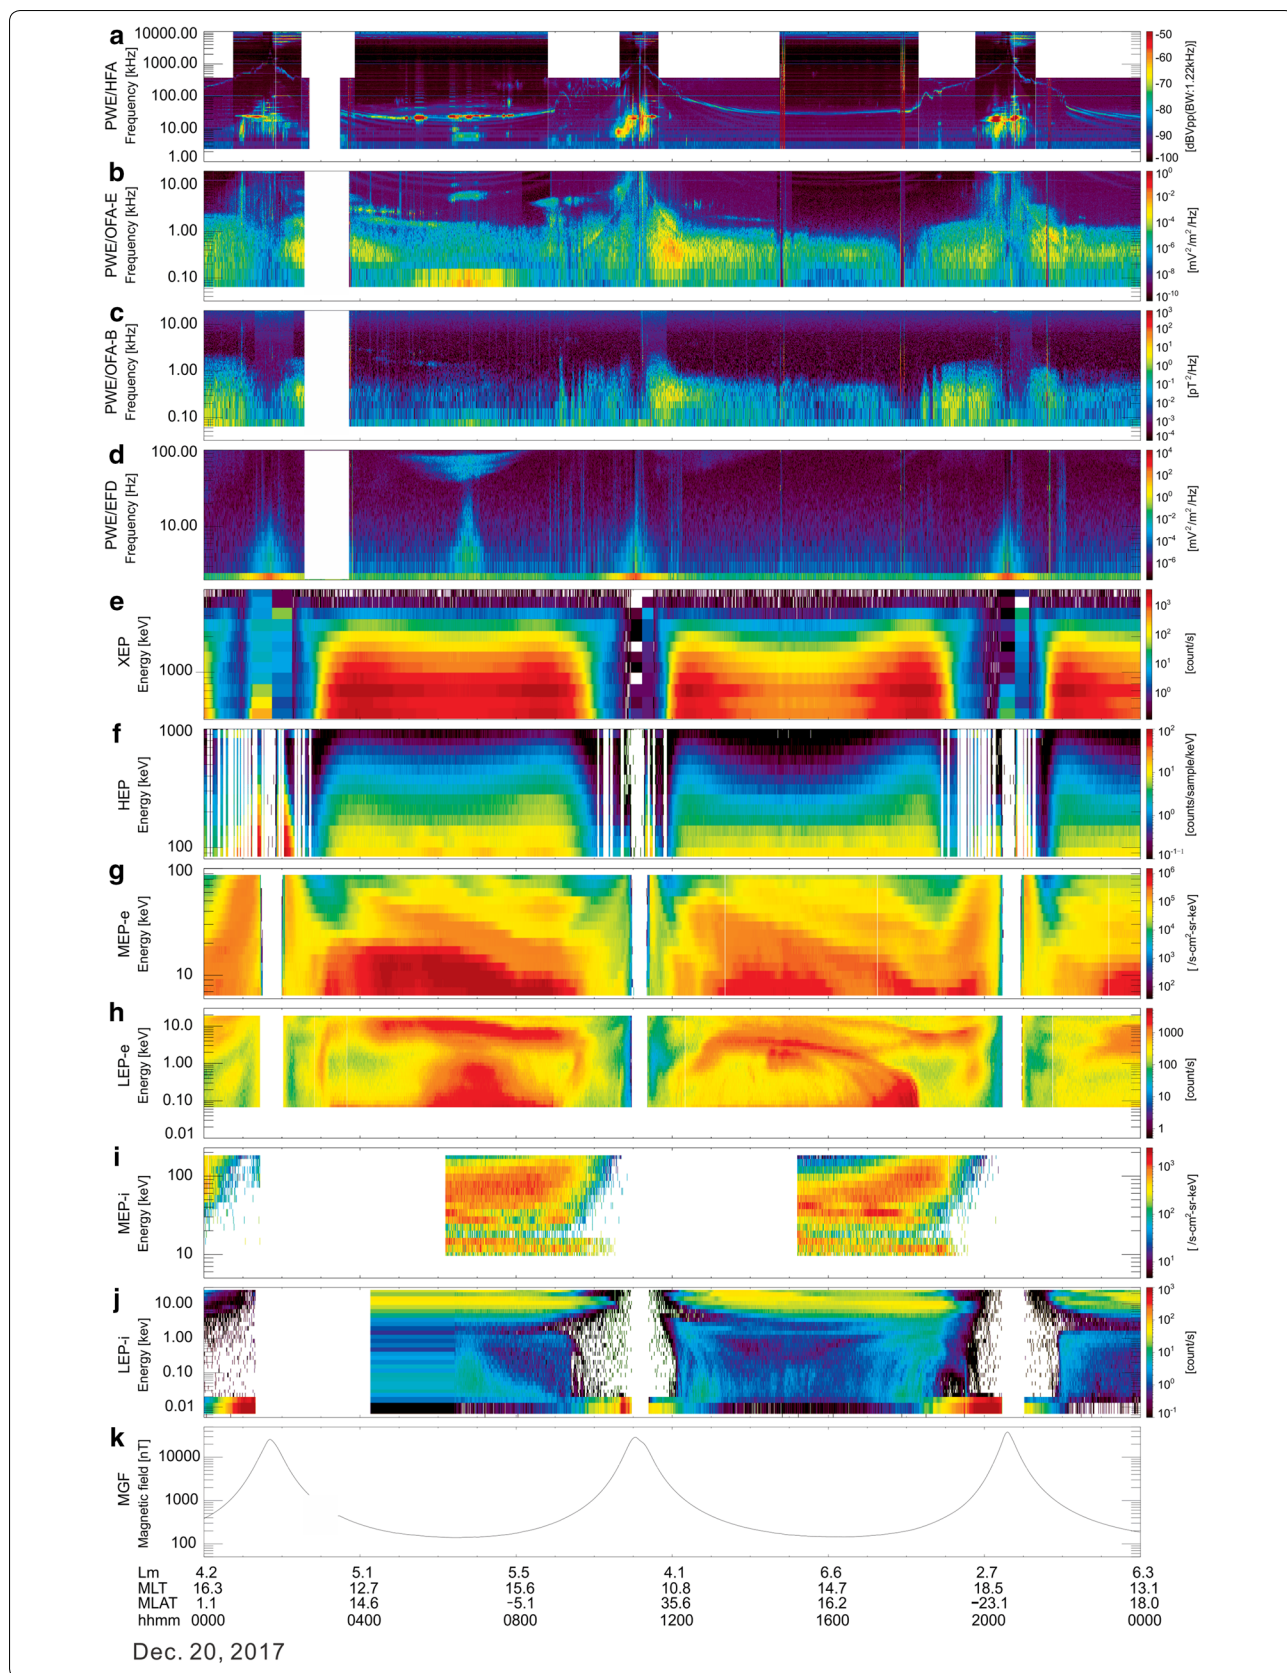 a
PWE/HFA
Frequency [kHz]
10000.00
1000.00
100.00
10.00
1.00
-50
-60
-70
-80
-90
-100
[dBVpp(BW:1.22kHz)]
b
PWE/OFA-E
Frequency [kHz]
10.00
1.00
0.10
10⁰
10⁻²
10⁻⁴
10⁻⁶
10⁻⁸
10⁻¹⁰
[mV²/m²/Hz]
c
PWE/OFA-B
Frequency [kHz]
10.00
1.00
0.10
10³
10²
10¹
10⁰
10⁻¹
10⁻²
10⁻³
10⁻⁴
[pT²/Hz]
d
PWE/EFD
Frequency [Hz]
100.00
10.00
10⁴
10²
10⁰
10⁻²
10⁻⁴
10⁻⁶
[mV²/m²/Hz]
e
XEP
Energy [keV]
1000
10³
10²
10¹
10⁰
[count/s]
f
HEP
Energy [keV]
1000
100
10²
10¹
10⁰
10⁻¹⁻¹
[counts/sample/keV]
g
MEP-e
Energy [keV]
100
10
10⁶
10⁵
10⁴
10³
10²
[ /s-cm²-sr-keV]
h
LEP-e
Energy [keV]
10.0
1.00
0.10
0.01
1000
100
10
1
[count/s]
i
MEP-i
Energy [keV]
100
10
10³
10²
10¹
[ /s-cm²-sr-keV]
j
LEP-i
Energy [kev]
10.00
1.00
0.10
0.01
10³
10²
10¹
10⁰
10⁻¹
[count/s]
k
MGF
Magnetic field [nT]
10000
1000
100
Lm 4.2 5.1 5.5 4.1 6.6 2.7 6.3
MLT 16.3 12.7 15.6 10.8 14.7 18.5 13.1
MLAT 1.1 14.6 -5.1 35.6 16.2 -23.1 18.0
hhmm 0000 0400 0800 1200 1600 2000 0000
Dec. 20, 2017